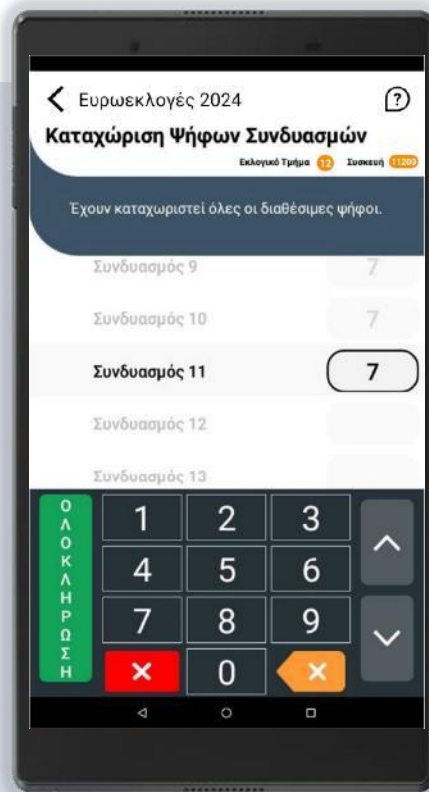 Ευρωεκλογές 2024
Καταχώριση Ψήφων Συνδυασμών
Εκλογικό Τμήμα 12 Συσκευή 11209
Έχουν καταχωριστεί όλες οι διαθέσιμες ψήφοι.
Συνδυασμός 9 7
Συνδυασμός 10 7
Συνδυασμός 11 7
Συνδυασμός 12
Συνδυασμός 13
ΟΛΟΚΛΗΡΩΣΗ
1 2 3
4 5 6
7 8 9
0